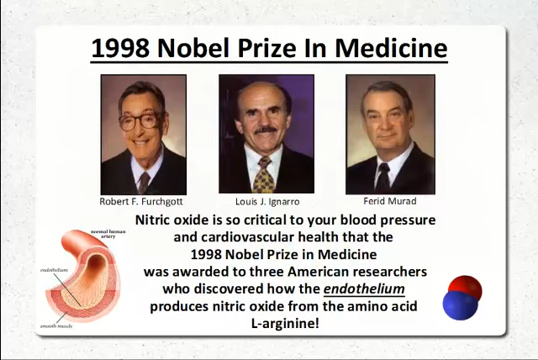 1998 Nobel Prize In Medicine
Robert F. Furchgott
Louis J. Ignarro
Ferid Murad
Nitric oxide is so critical to your blood pressure
and cardiovascular health that the
1998 Nobel Prize in Medicine
was awarded to three American researchers
who discovered how the endothelium
produces nitric oxide from the amino acid
L-arginine!
normal human
artery
endothelium
smooth muscle